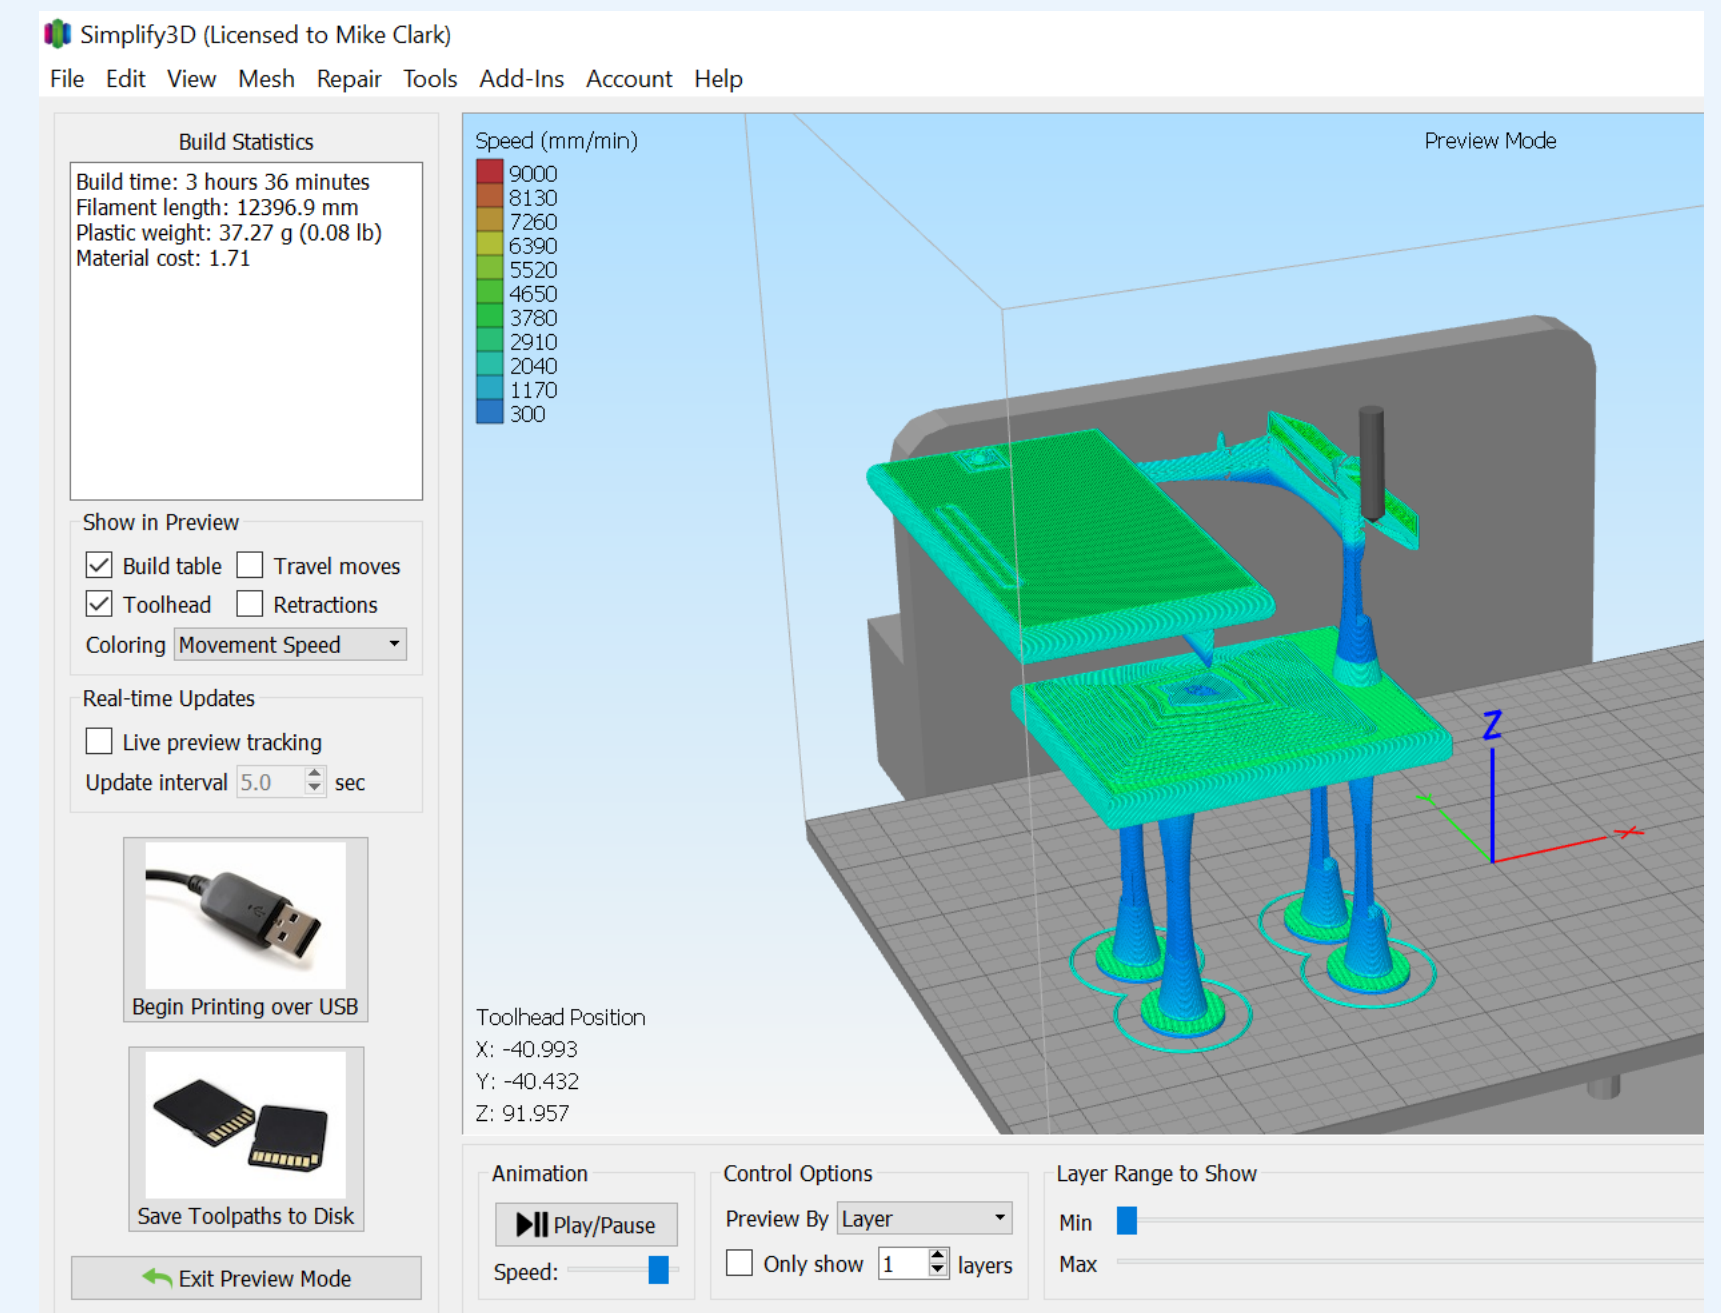 Simplify3D (Licensed to Mike Clark)
File Edit View Mesh Repair Tools Add-Ins Account Help
Build Statistics
Build time: 3 hours 36 minutes
Filament length: 12396.9 mm
Plastic weight: 37.27 g (0.08 lb)
Material cost: 1.71
Show in Preview
Build table Travel moves
Toolhead Retractions
Coloring Movement Speed
Real-time Updates
Live preview tracking
Update interval 5.0 sec
Begin Printing over USB
Save Toolpaths to Disk
Exit Preview Mode
Speed (mm/min)
9000
8130
7260
6390
5520
4650
3780
2910
2040
1170
300
Preview Mode
Z
Y
X
Toolhead Position
X: -40.993
Y: -40.432
Z: 91.957
Animation
Play/Pause
Speed:
Control Options
Preview By Layer
Only show 1 layers
Layer Range to Show
Min
Max